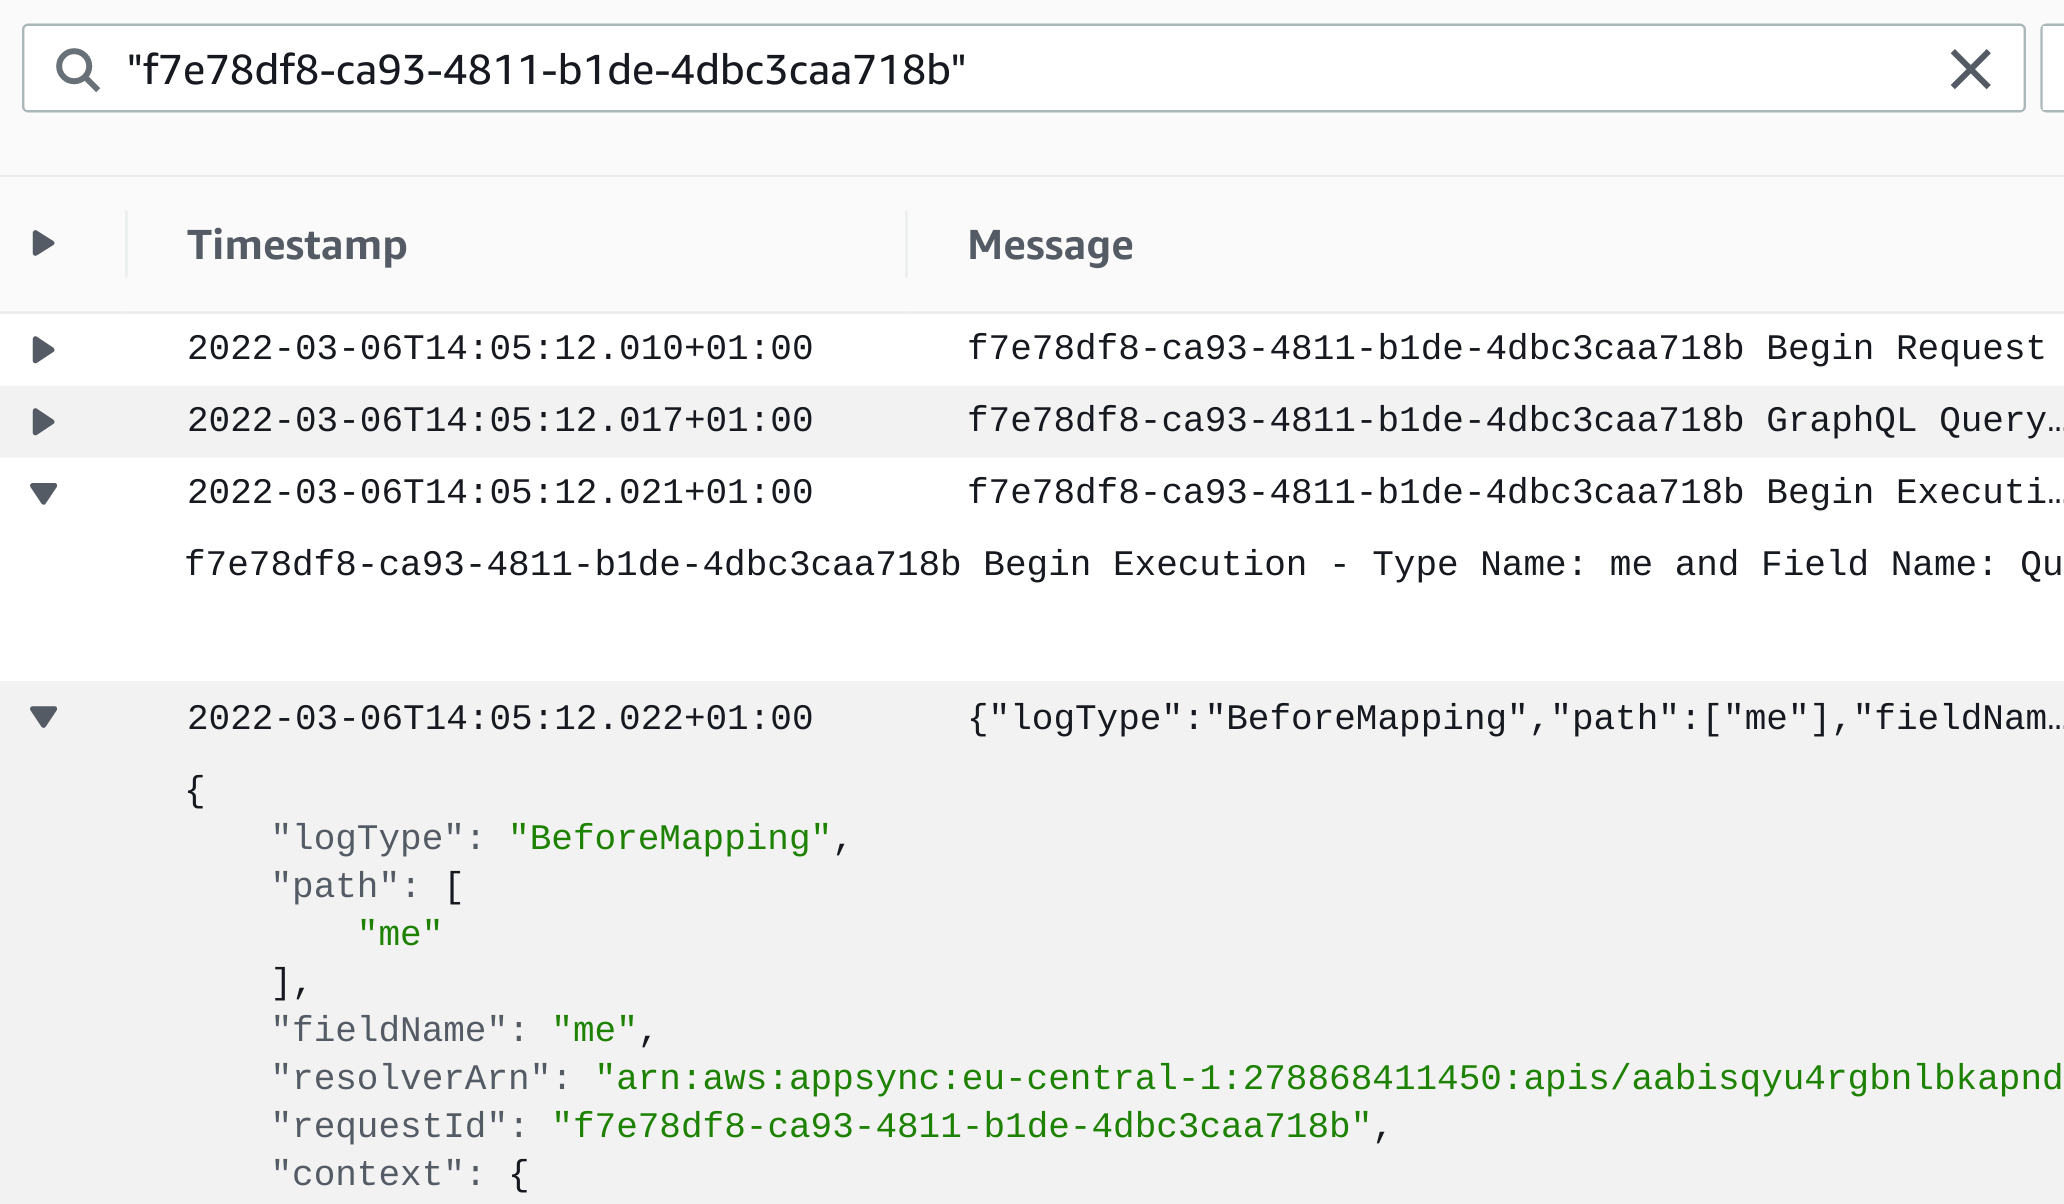 "f7e78df8-ca93-4811-b1de-4dbc3caa718b"
Timestamp Message
2022-03-06T14:05:12.010+01:00 f7e78df8-ca93-4811-b1de-4dbc3caa718b Begin Request
2022-03-06T14:05:12.017+01:00 f7e78df8-ca93-4811-b1de-4dbc3caa718b GraphQL Query…
2022-03-06T14:05:12.021+01:00 f7e78df8-ca93-4811-b1de-4dbc3caa718b Begin Executi…
f7e78df8-ca93-4811-b1de-4dbc3caa718b Begin Execution - Type Name: me and Field Name: Qu
2022-03-06T14:05:12.022+01:00 {"logType":"BeforeMapping","path":["me"],"fieldNam…
{
"logType": "BeforeMapping",
"path": [
"me"
],
"fieldName": "me",
"resolverArn": "arn:aws:appsync:eu-central-1:278868411450:apis/aabisqyu4rgbnlbkapnd
"requestId": "f7e78df8-ca93-4811-b1de-4dbc3caa718b",
"context": {